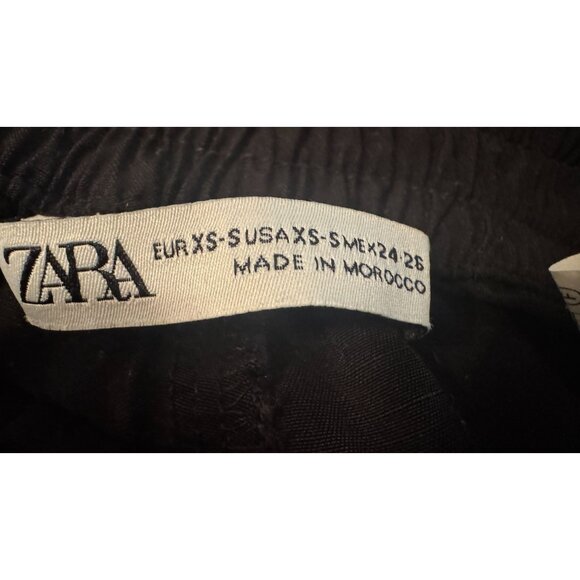 ZARA
EUR XS-S USA XS-S MEX 24-26
MADE IN MOROCCO